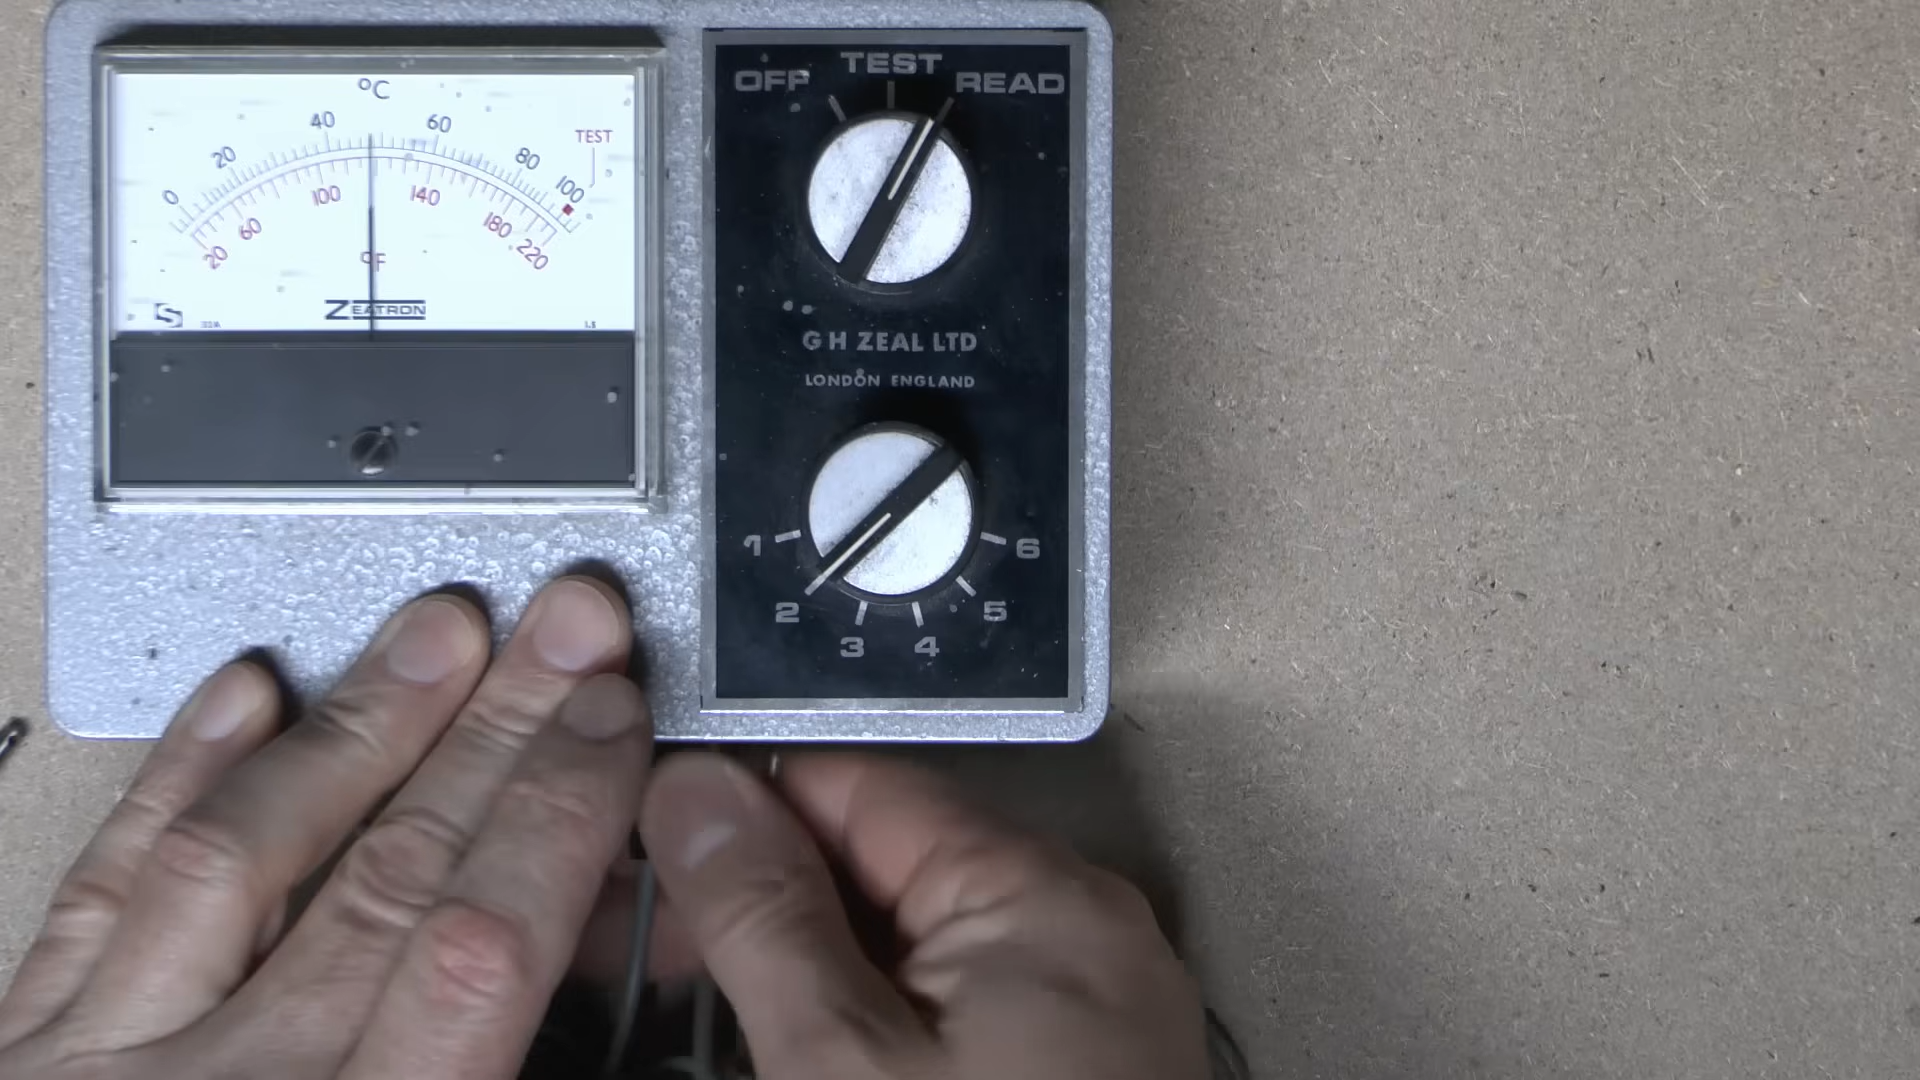 °C
0 20 40 60 80 100
TEST
20 60 100 140 180 220
°F
ZEATRON
OFF TEST READ
G H ZEAL LTD
LONDON ENGLAND
1 2 3 4 5 6